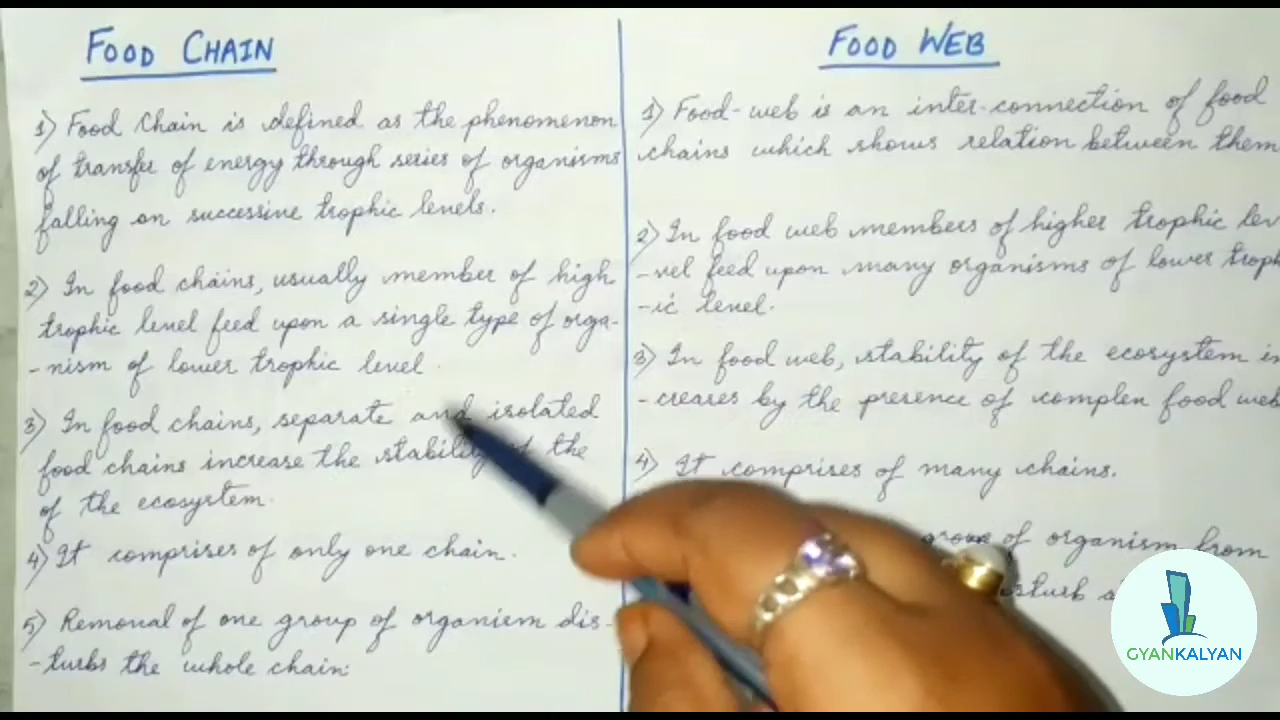 FOOD CHAIN
1) Food Chain is defined as the phenomenon
of transfer of energy through series of organisms
falling on successive trophic levels.
2) In food chains, usually member of high
trophic level feed upon a single type of orga-
-nism of lower trophic level
3) In food chains, separate and isolated
food chains increase the stability of the
of the ecosystem.
4) It comprises of only one chain.
5) Removal of one group of organism dis-
-turbs the whole chain.
FOOD WEB
1) Food-web is an inter-connection of food
chains which shows relation between them
2) In food web members of higher trophic lev
-vel feed upon many organisms of lower troph
-ic level.
3) In food web, stability of the ecosystem in
-creases by the presence of complex food web
4) It comprises of many chains.
group of organism from
GYANKALYAN